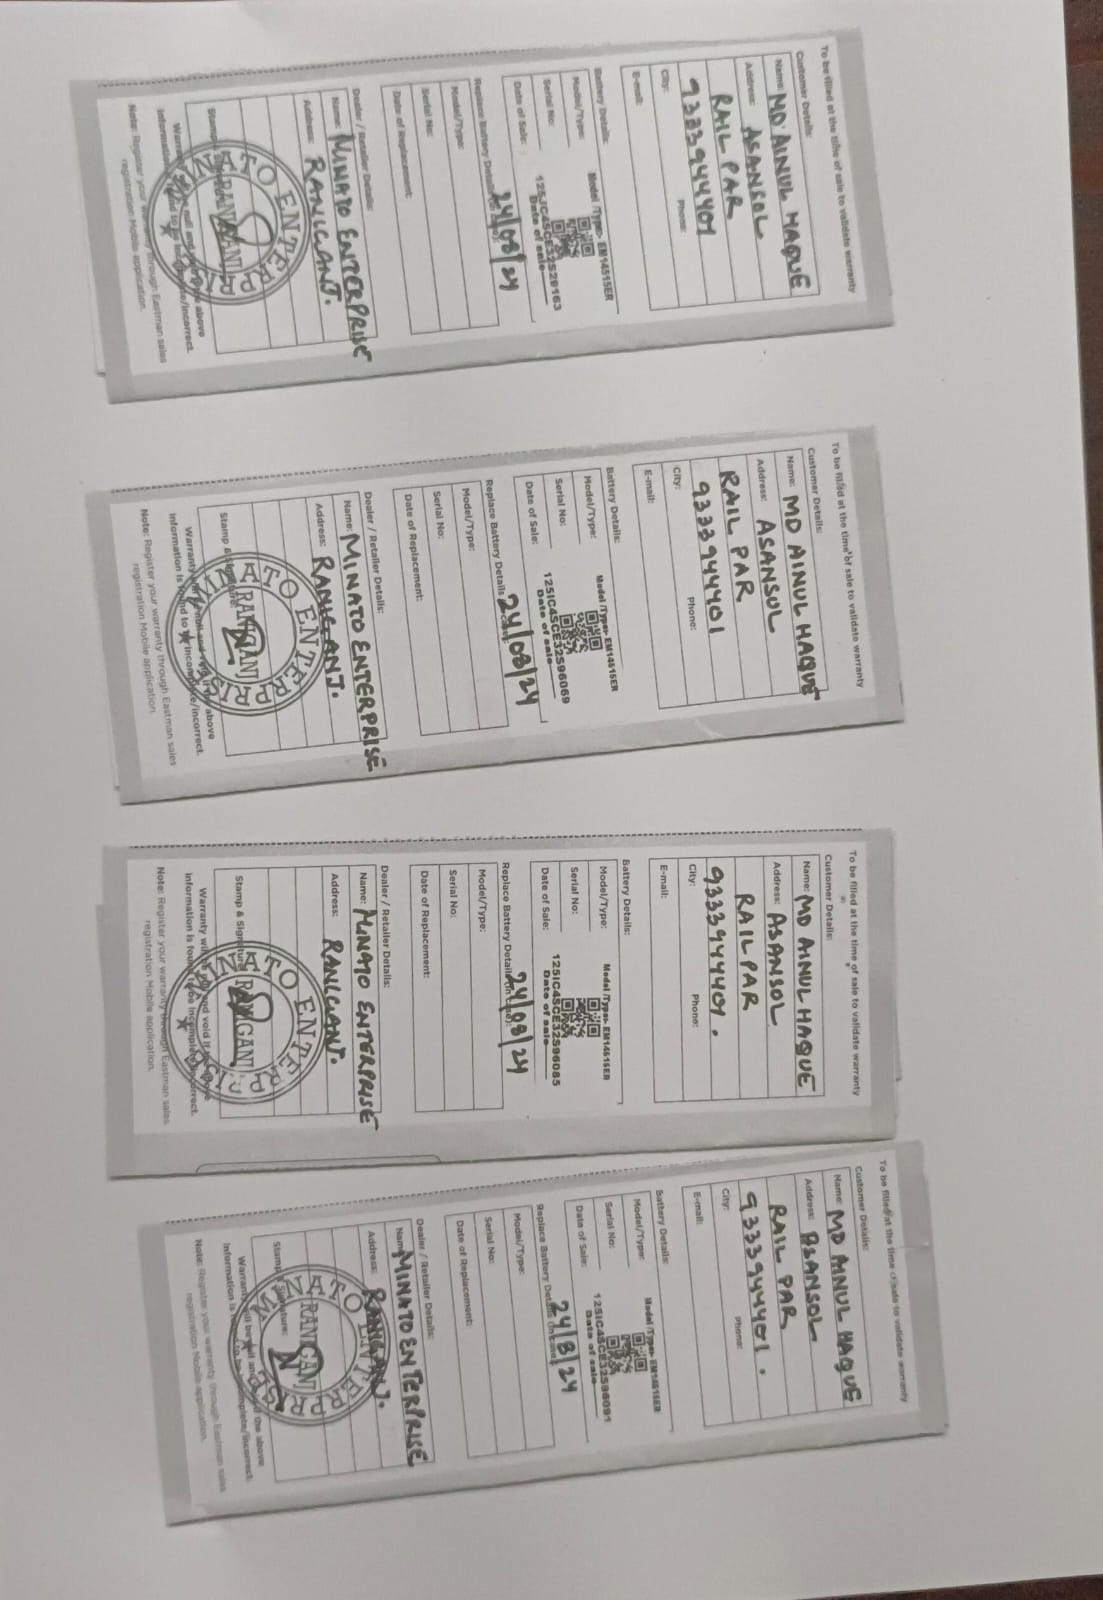 To be filled at the time of sale to validate warranty
Customer Details:
Name: MD AINUL HAQUE
Address: ASANSOL
RAIL PAR
9333944401
City: Phone:
E-mail:
Battery Details:
Model/Type: Model /Type:- EM14515ER
Serial No: 125JC4SCE32S29163
Date of Sale: Date of sale
24/08/24
Replace Battery Details (in case):
Model/Type:
Serial No:
Date of Replacement:
Dealer / Retailer Details:
Name: MINATO ENTERPRISE
Address: RANIGANJ.
MINATO ENTERPRISE
RANIGANJ
Stamp &
Warranty be null and void if the above
information is found to be incomplete/incorrect.
Note: Register your warranty through Eastman sales
registration Mobile application.
To be filled at the time of sale to validate warranty
Customer Details:
Name: MD AINUL HAQUE
Address: ASANSOL
RAIL PAR
9333944401
City: Phone:
E-mail:
Battery Details:
Model/Type: Model /Type:- EM14515ER
Serial No: 125IC4SCE32S96069
Date of Sale: Date of sale
24/08/24
Replace Battery Details (in case):
Model/Type:
Serial No:
Date of Replacement:
Dealer / Retailer Details:
Name: MINATO ENTERPRISE
Address: RANIGANJ.
MINATO ENTERPRISE
RANIGANJ
Stamp & Signature:
Warranty will be null and void if the above
information is found to be incomplete/incorrect.
Note: Register your warranty through Eastman sales
registration Mobile application.
To be filled at the time of sale to validate warranty
Customer Details:
Name: MD AINUL HAQUE
Address: ASANSOL
RAIL PAR
9333944401.
City: Phone:
E-mail:
Battery Details:
Model/Type: Model /Type:- EM14515ER
Serial No: 125IC4SCE32S96085
Date of Sale: Date of sale
24/08/24
Replace Battery Details (in case):
Model/Type:
Serial No:
Date of Replacement:
Dealer / Retailer Details:
Name: MINATO ENTERPRISE
Address: RANIGANJ.
MINATO ENTERPRISE
RANIGANJ
Stamp & Signature
Warranty will be and void if the above
information is found to be incomplete/incorrect.
Note: Register your warranty through Eastman sales
registration Mobile application.
To be filled at the time of sale to validate warranty
Customer Details:
Name: MD AINUL HAQUE
Address: ASANSOL
RAIL PAR
9333944401.
City: Phone:
E-mail:
Battery Details:
Model/Type: Model /Type:- EM14515ER
Serial No: 125IC4SCE32S96091
Date of Sale: Date of sale
24/8/24
Replace Battery Details (in case):
Model/Type:
Serial No:
Date of Replacement:
Dealer / Retailer Details:
Name MINATO ENTERPRISE
Address: RANIGANJ.
MINATO ENTERPRISE
RANIGANJ
Stamp & Signature:
Warranty will be null and void if the above
information is found to be incomplete/incorrect.
Note: Register your warranty through Eastman sales
registration Mobile application.